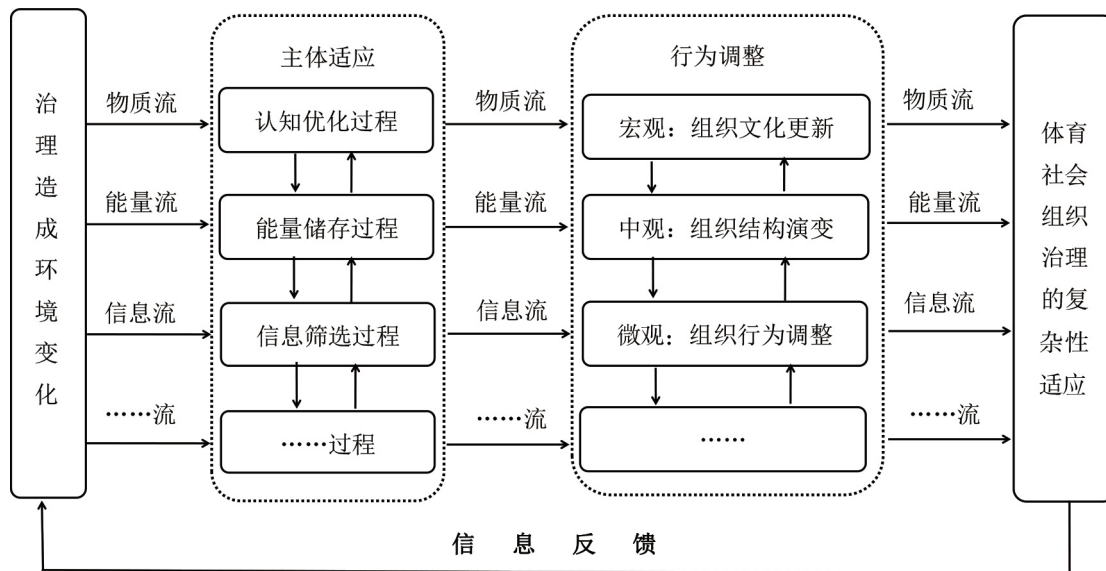 治理造成环境变化
物质流
能量流
信息流
……流
主体适应
认知优化过程
能量储存过程
信息筛选过程
……过程
物质流
能量流
信息流
……流
行为调整
宏观：组织文化更新
中观：组织结构演变
微观：组织行为调整
……
物质流
能量流
信息流
……流
体育
社会
组织
治理
的复
杂性
适应
信息反馈